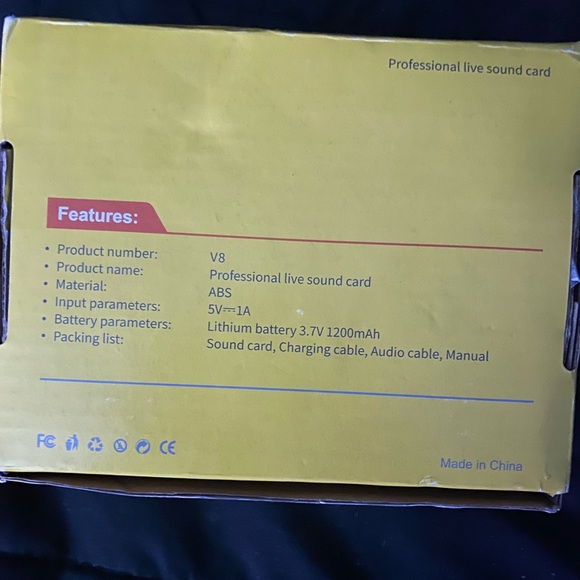 Professional live sound card
Features:
• Product number: V8
• Product name: Professional live sound card
• Material: ABS
• Input parameters: 5V⎓1A
• Battery parameters: Lithium battery 3.7V 1200mAh
• Packing list: Sound card, Charging cable, Audio cable, Manual
FC CE
Made in China